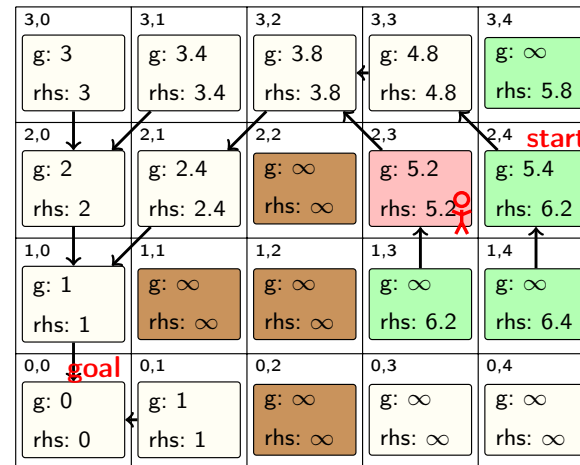 3,0 3,1 3,2 3,3 3,4
g: 3 g: 3.4 g: 3.8 g: 4.8 g: ∞
rhs: 3 rhs: 3.4 rhs: 3.8 rhs: 4.8 rhs: 5.8
2,0 2,1 2,2 2,3 2,4 start
g: 2 g: 2.4 g: ∞ g: 5.2 g: 5.4
rhs: 2 rhs: 2.4 rhs: ∞ rhs: 5.2 rhs: 6.2
1,0 1,1 1,2 1,3 1,4
g: 1 g: ∞ g: ∞ g: ∞ g: ∞
rhs: 1 rhs: ∞ rhs: ∞ rhs: 6.2 rhs: 6.4
0,0 goal 0,1 0,2 0,3 0,4
g: 0 g: 1 g: ∞ g: ∞ g: ∞
rhs: 0 rhs: 1 rhs: ∞ rhs: ∞ rhs: ∞